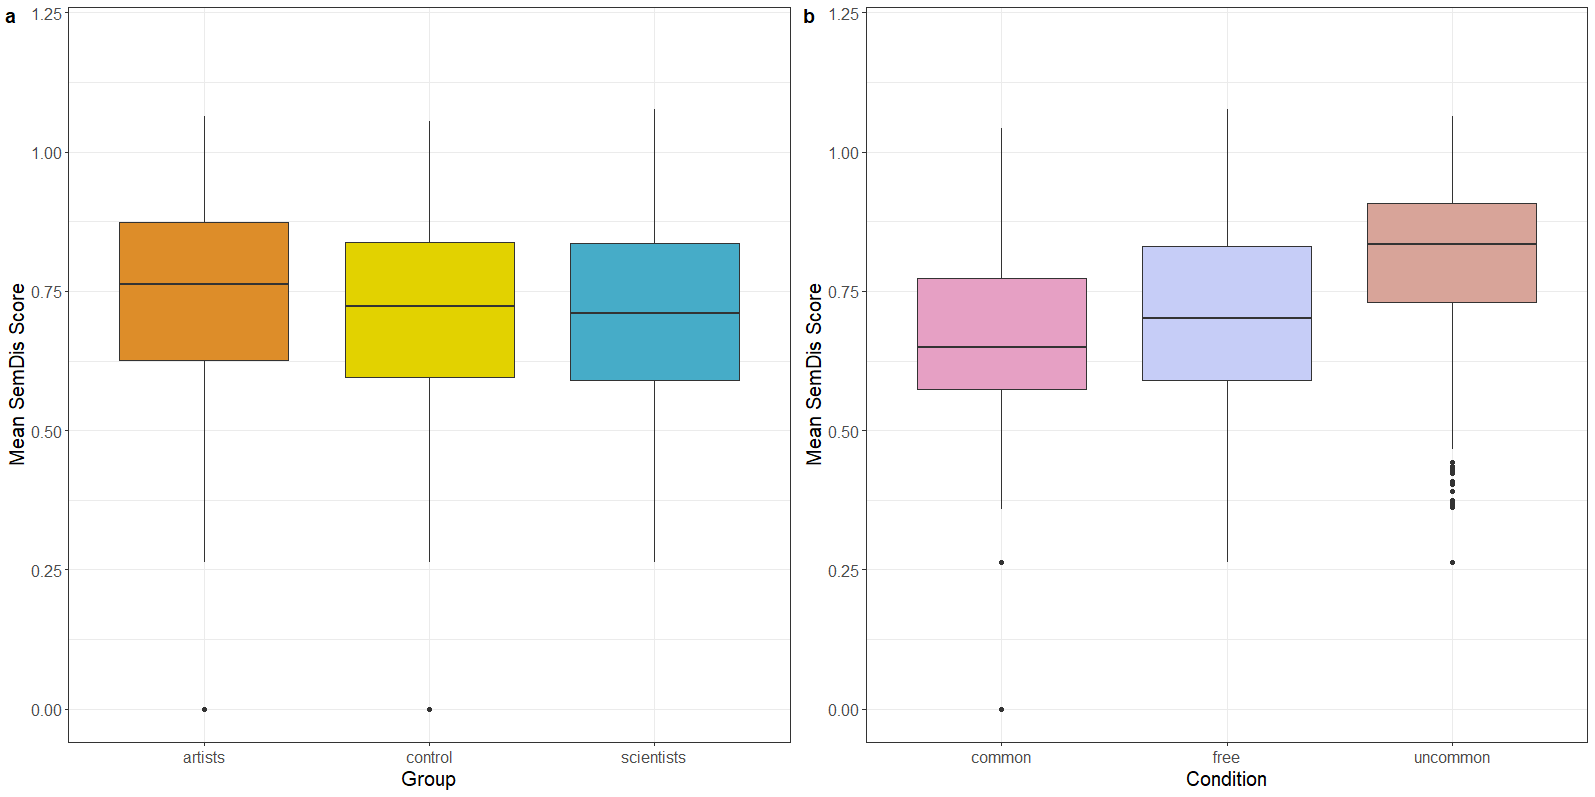 a
1.25
1.00
0.75
0.50
0.25
0.00
Mean SemDis Score
artists control scientists
Group
b
1.25
1.00
0.75
0.50
0.25
0.00
Mean SemDis Score
common free uncommon
Condition